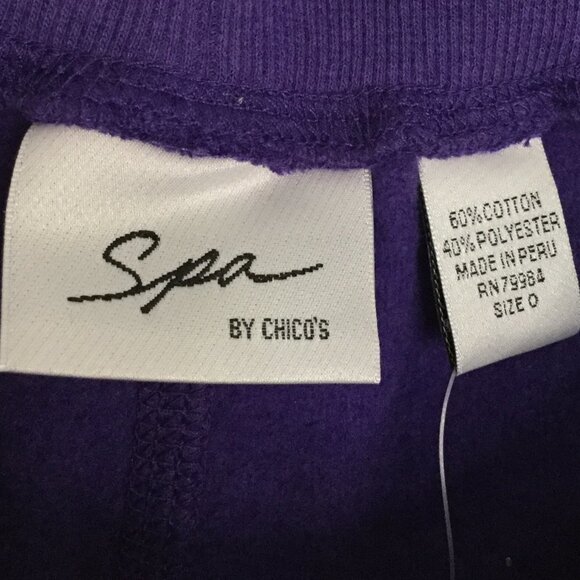 Spa
BY CHICO'S
60% COTTON
40% POLYESTER
MADE IN PERU
RN79984
SIZE 0